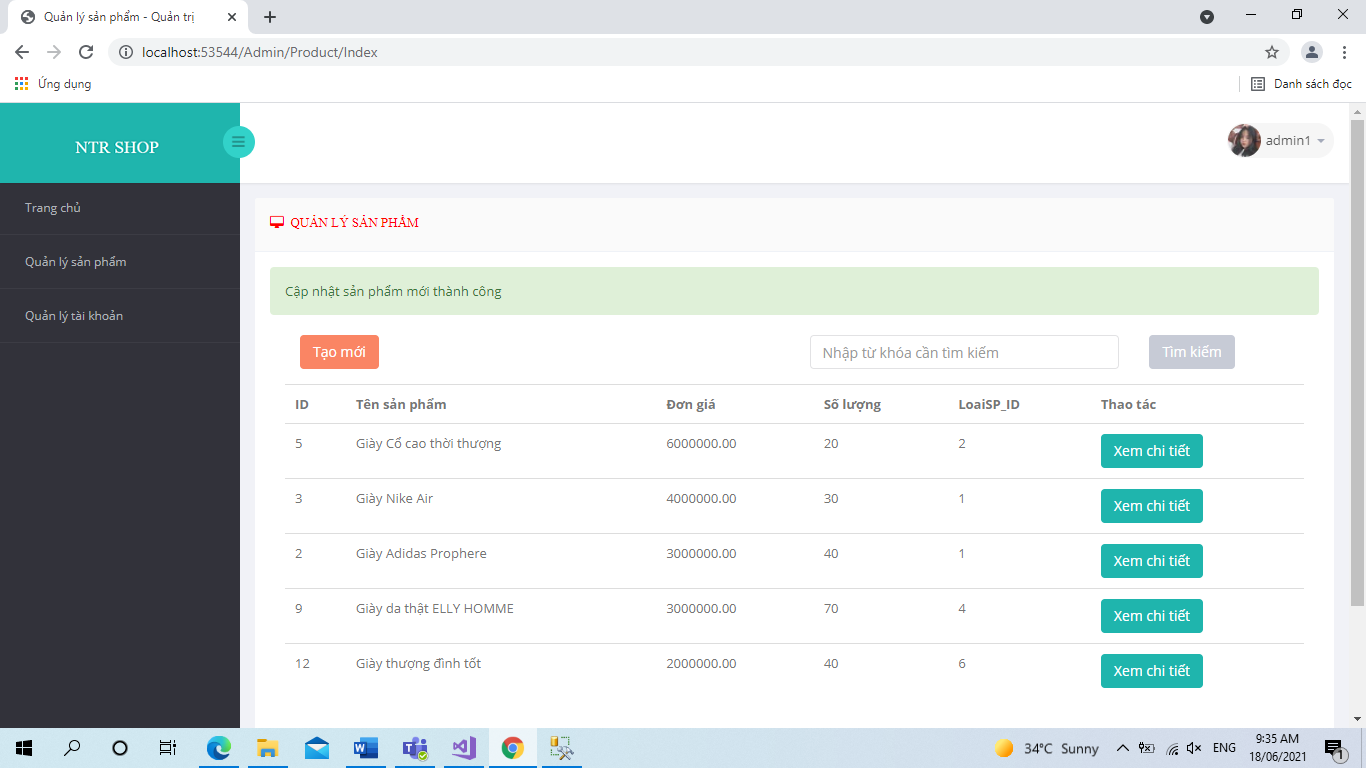 Quản lý sản phẩm - Quản trị
localhost:53544/Admin/Product/Index
Ứng dụng
Danh sách đọc
NTR SHOP
admin1
Trang chủ
Quản lý sản phẩm
Quản lý tài khoản
QUẢN LÝ SẢN PHẨM
Cập nhật sản phẩm mới thành công
Tạo mới
Nhập từ khóa cần tìm kiếm
Tìm kiếm
ID Tên sản phẩm Đơn giá Số lượng LoaiSP_ID Thao tác
5 Giày Cổ cao thời thượng 6000000.00 20 2 Xem chi tiết
3 Giày Nike Air 4000000.00 30 1 Xem chi tiết
2 Giày Adidas Prophere 3000000.00 40 1 Xem chi tiết
9 Giày da thật ELLY HOMME 3000000.00 70 4 Xem chi tiết
12 Giày thượng đình tốt 2000000.00 40 6 Xem chi tiết
34°C Sunny
ENG
9:35 AM
18/06/2021
1